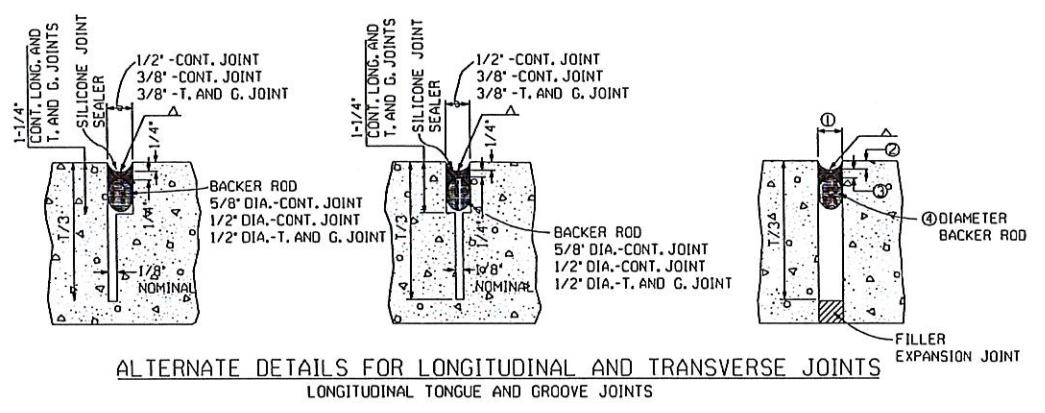 1-1/4"
CONT. LONG. AND
T. AND G. JOINTS
SILICONE JOINT
SEALER
1/2" -CONT. JOINT
3/8" -CONT. JOINT
3/8" -T. AND G. JOINT
1/4"
T/3
1/4"
BACKER ROD
5/8" DIA.-CONT. JOINT
1/2" DIA.-CONT. JOINT
1/2" DIA.-T. AND G. JOINT
1/8"
NOMINAL
1-1/4"
CONT. LONG. AND
T. AND G. JOINTS
SILICONE JOINT
SEALER
1/2" -CONT. JOINT
3/8" -CONT. JOINT
3/8" -T. AND G. JOINT
1/4"
T/3
1/4"
BACKER ROD
5/8" DIA.-CONT. JOINT
1/2" DIA.-CONT. JOINT
1/2" DIA.-T. AND G. JOINT
1/8"
NOMINAL
①
②
③
T/3
④ DIAMETER
BACKER ROD
FILLER
EXPANSION JOINT
ALTERNATE DETAILS FOR LONGITUDINAL AND TRANSVERSE JOINTS
LONGITUDINAL TONGUE AND GROOVE JOINTS